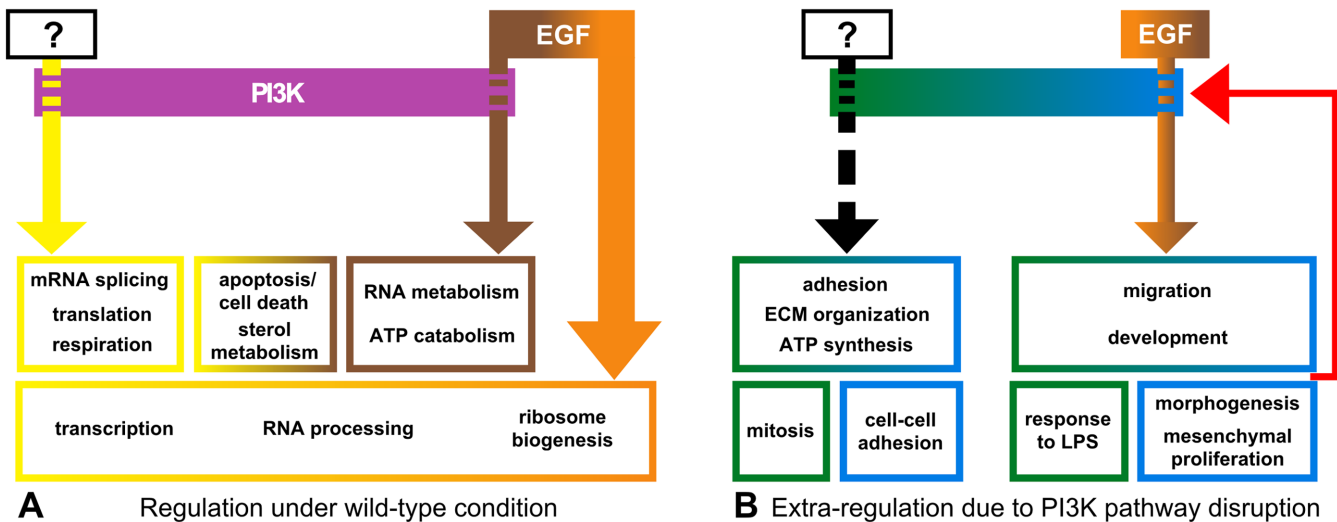 ?
EGF
PI3K
mRNA splicing
translation
respiration
apoptosis/
cell death
sterol
metabolism
RNA metabolism
ATP catabolism
transcription
RNA processing
ribosome
biogenesis
A Regulation under wild-type condition
?
EGF
adhesion
ECM organization
ATP synthesis
migration
development
mitosis
cell-cell
adhesion
response
to LPS
morphogenesis
mesenchymal
proliferation
B Extra-regulation due to PI3K pathway disruption